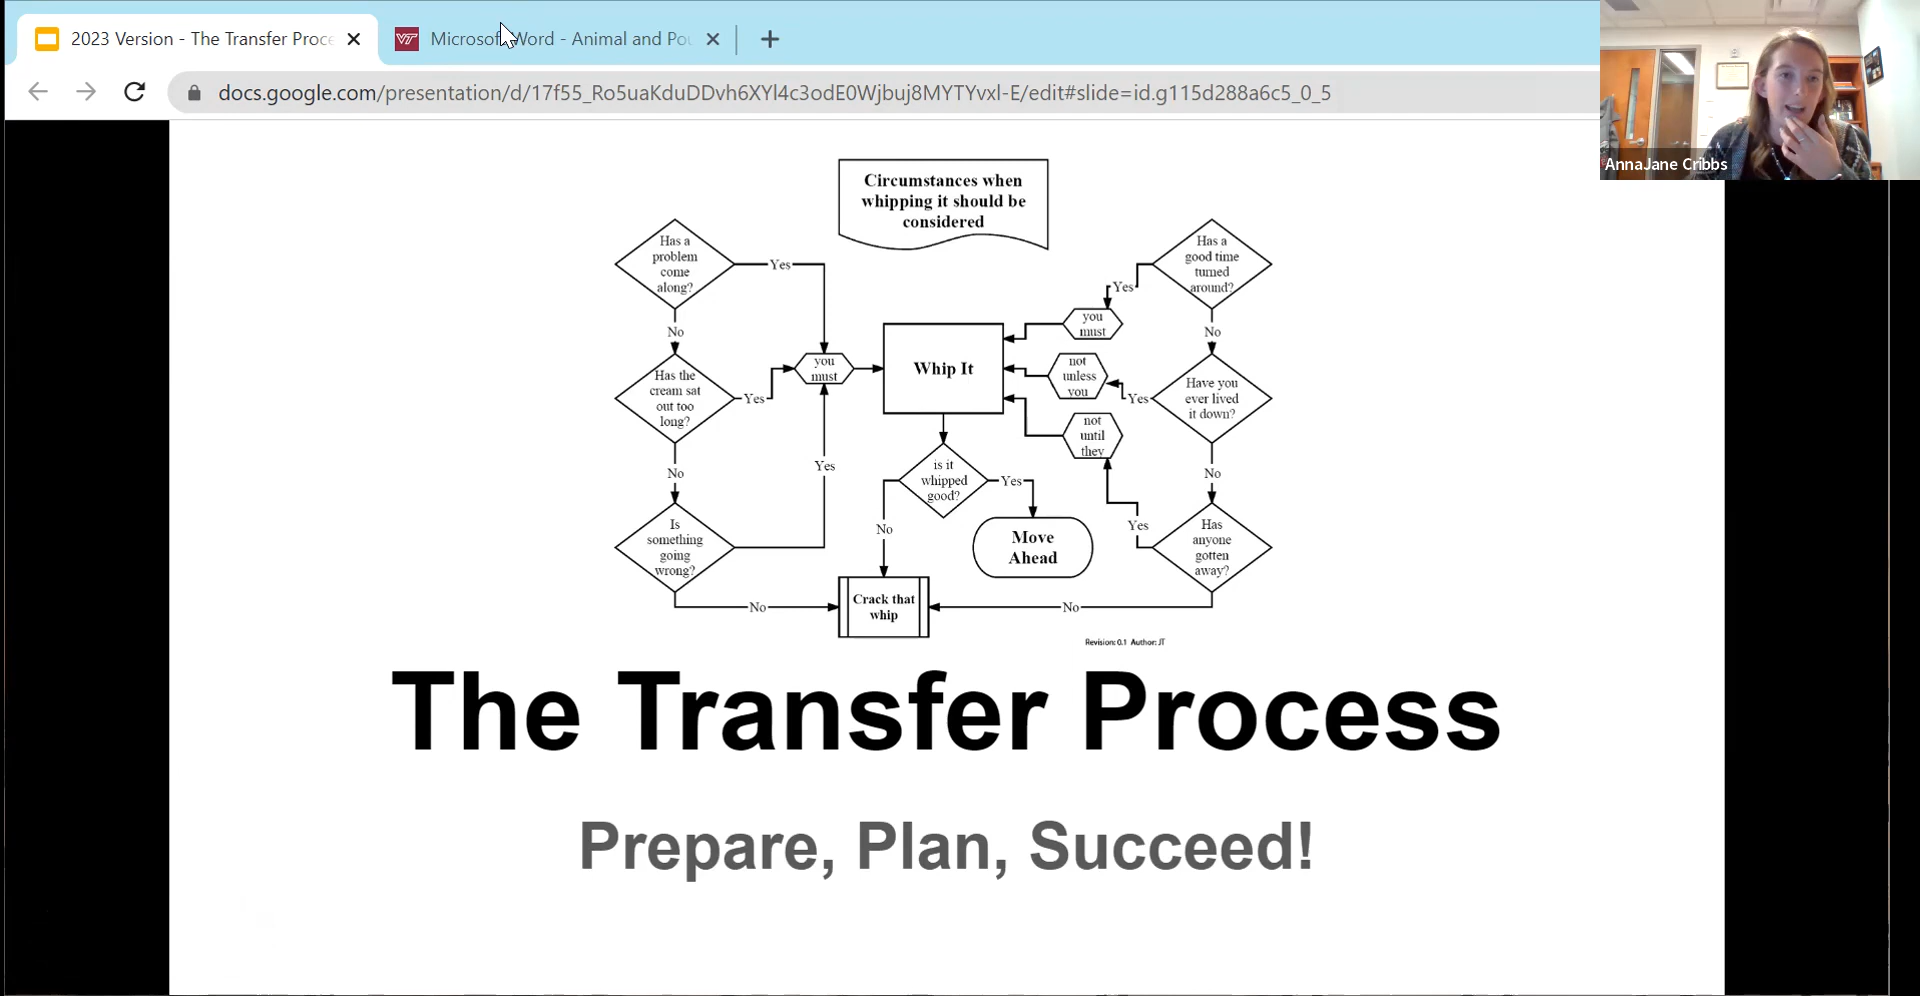 2023 Version - The Transfer Proce
Microsoft Word - Animal and Pou
docs.google.com/presentation/d/17f55_Ro5uaKduDDvh6XYl4c3odE0Wjbuj8MYTYvxl-E/edit#slide=id.g115d288a6c5_0_5
AnnaJane Cribbs
Circumstances when
whipping it should be
considered
Has a
problem
come
along?
Yes
No
Has the
cream sat
out too
long?
Yes
No
Is
something
going
wrong?
Yes
No
you
must
Whip It
is it
whipped
good?
Yes
No
Move
Ahead
Crack that
whip
Has a
good time
turned
around?
Yes
you
must
No
Have you
ever lived
it down?
Yes
not
unless
you
No
Has
anyone
gotten
away?
Yes
not
until
they
No
Revision: 0.1 Author: JT
The Transfer Process
Prepare, Plan, Succeed!